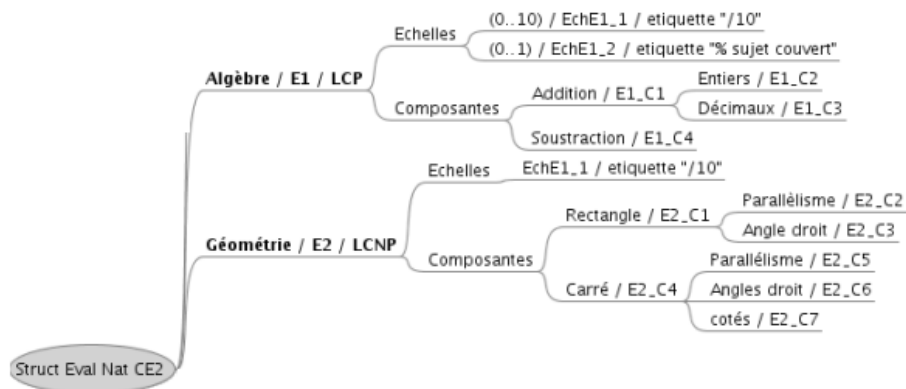 (0..10) / EchE1_1 / etiquette "/10"
Echelles
(0..1) / EchE1_2 / etiquette "% sujet couvert"
Algèbre / E1 / LCP
Entiers / E1_C2
Addition / E1_C1
Composantes
Décimaux / E1_C3
Soustraction / E1_C4
Echelles
EchE1_1 / etiquette "/10"
Géométrie / E2 / LCNP
Parallèlisme / E2_C2
Rectangle / E2_C1
Angle droit / E2_C3
Composantes
Parallélisme / E2_C5
Carré / E2_C4
Angles droit / E2_C6
cotés / E2_C7
Struct Eval Nat CE2